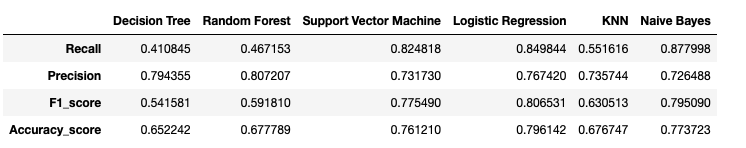 Decision Tree Random Forest Support Vector Machine Logistic Regression KNN Naive Bayes
Recall 0.410845 0.467153 0.824818 0.849844 0.551616 0.877998
Precision 0.794355 0.807207 0.731730 0.767420 0.735744 0.726488
F1_score 0.541581 0.591810 0.775490 0.806531 0.630513 0.795090
Accuracy_score 0.652242 0.677789 0.761210 0.796142 0.676747 0.773723